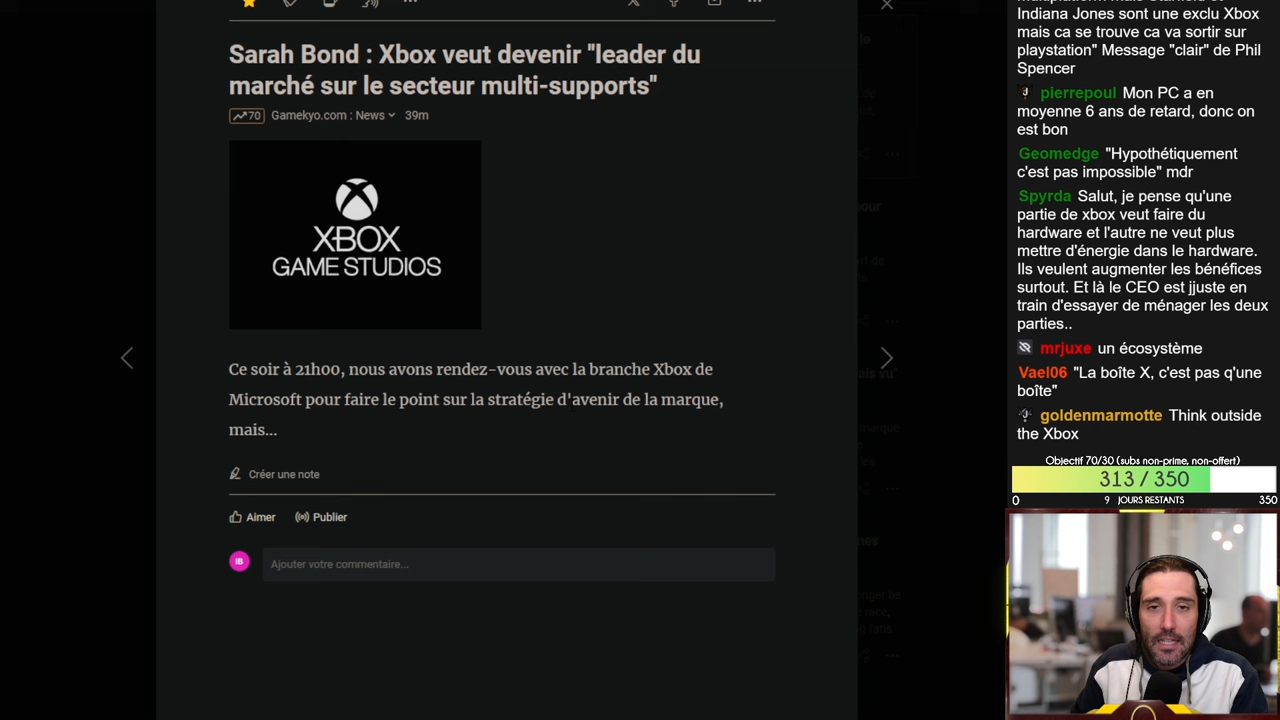 Sarah Bond : Xbox veut devenir "leader du
marché sur le secteur multi-supports"
70 Gamekyo.com : News 39m
XBOX
GAME STUDIOS
Ce soir à 21h00, nous avons rendez-vous avec la branche Xbox de
Microsoft pour faire le point sur la stratégie d'avenir de la marque,
mais...
Créer une note
Aimer Publier
IB Ajouter votre commentaire...
Indiana Jones sont une exclu Xbox
mais ca se trouve ca va sortir sur
playstation" Message "clair" de Phil
Spencer
pierrepoul Mon PC a en
moyenne 6 ans de retard, donc on
est bon
Geomedge "Hypothétiquement
c'est pas impossible" mdr
Spyrda Salut, je pense qu'une
partie de xbox veut faire du
hardware et l'autre ne veut plus
mettre d'énergie dans le hardware.
Ils veulent augmenter les bénéfices
surtout. Et là le CEO est jjuste en
train d'essayer de ménager les deux
parties..
mrjuxe un écosystème
Vael06 "La boîte X, c'est pas q'une
boîte"
goldenmarmotte Think outside
the Xbox
Objectif 70/30 (subs non-prime, non-offert)
313 / 350
0 9 JOURS RESTANTS 350